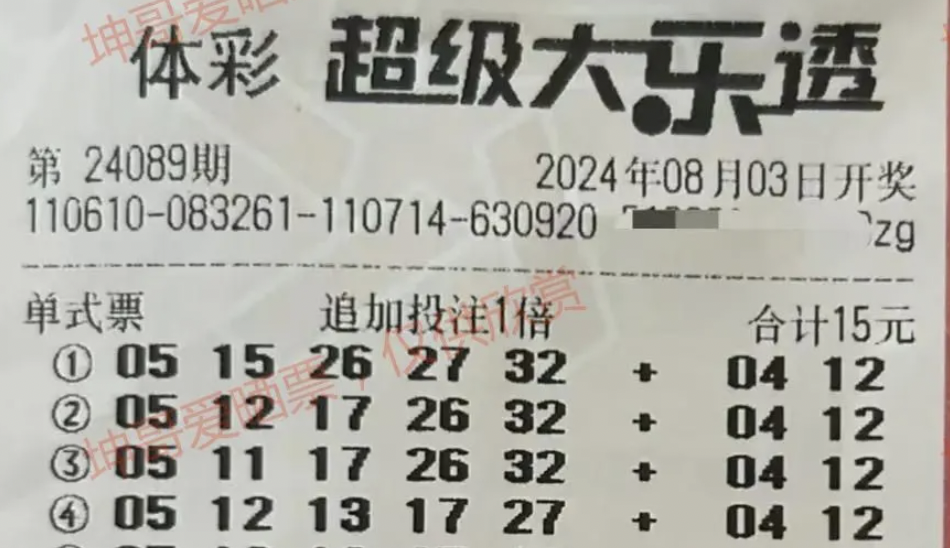 坤哥爱晒
体彩 超级大乐透
第 24089期 2024年08月03日开奖
110610-083261-110714-630920 zg
单式票 追加投注1倍 合计15元
① 05 15 26 27 32 + 04 12
② 05 12 17 26 32 + 04 12
③ 05 11 17 26 32 + 04 12
④ 05 12 13 17 27 + 04 12
坤哥爱晒票，仅供欣赏